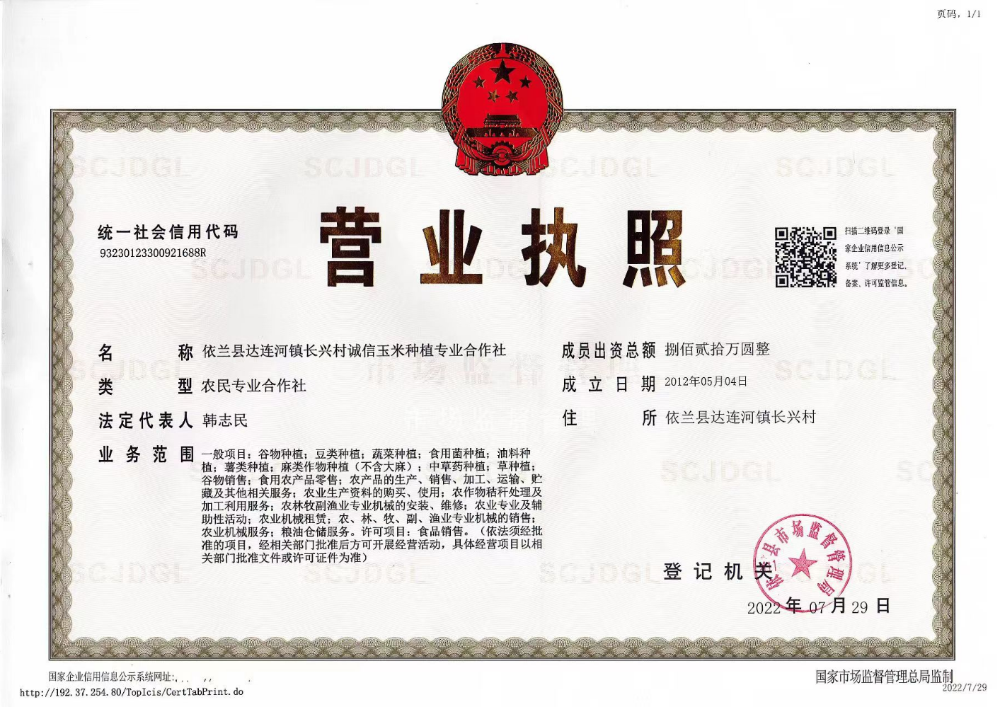 页码，1/1
营业执照
统一社会信用代码
93230123300921688R
扫描二维码登录‘国
家企业信用信息公示
系统’了解更多登记、
备案、许可监管信息。
名称 依兰县达连河镇长兴村诚信玉米种植专业合作社
成员出资总额 捌佰贰拾万圆整
类型 农民专业合作社
成立日期 2012年05月04日
法定代表人 韩志民
住所 依兰县达连河镇长兴村
业务范围 一般项目：谷物种植；豆类种植；蔬菜种植；食用菌种植；油料种
植；薯类种植；麻类作物种植（不含大麻）；中草药种植；草种植；
谷物销售；食用农产品零售；农产品的生产、销售、加工、运输、贮
藏及其他相关服务；农业生产资料的购买、使用；农作物秸秆处理及
加工利用服务；农林牧副渔业专业机械的安装、维修；农业专业及辅
助性活动；农业机械租赁；农、林、牧、副、渔业专业机械的销售；
农业机械服务；粮油仓储服务。许可项目：食品销售。（依法须经批
准的项目，经相关部门批准后方可开展经营活动，具体经营项目以相
关部门批准文件或许可证件为准）
登记机关
依兰县市场监督管理局
2022年07月29日
国家企业信用信息公示系统网址：
http://192.37.254.80/TopIcis/CertTabPrint.do
国家市场监督管理总局监制
2022/7/29
SCJDGL
市场监督管理